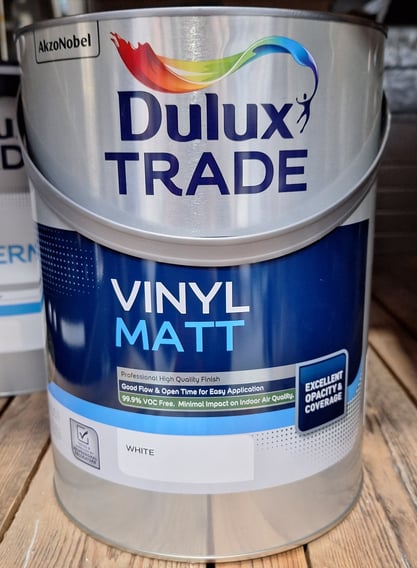 AkzoNobel
Dulux
TRADE
VINYL
MATT
Professional High Quality Finish
Good Flow & Open Time for Easy Application
99.9% VOC Free. Minimal Impact on Indoor Air Quality.
EXCELLENT
OPACITY &
COVERAGE
WHITE